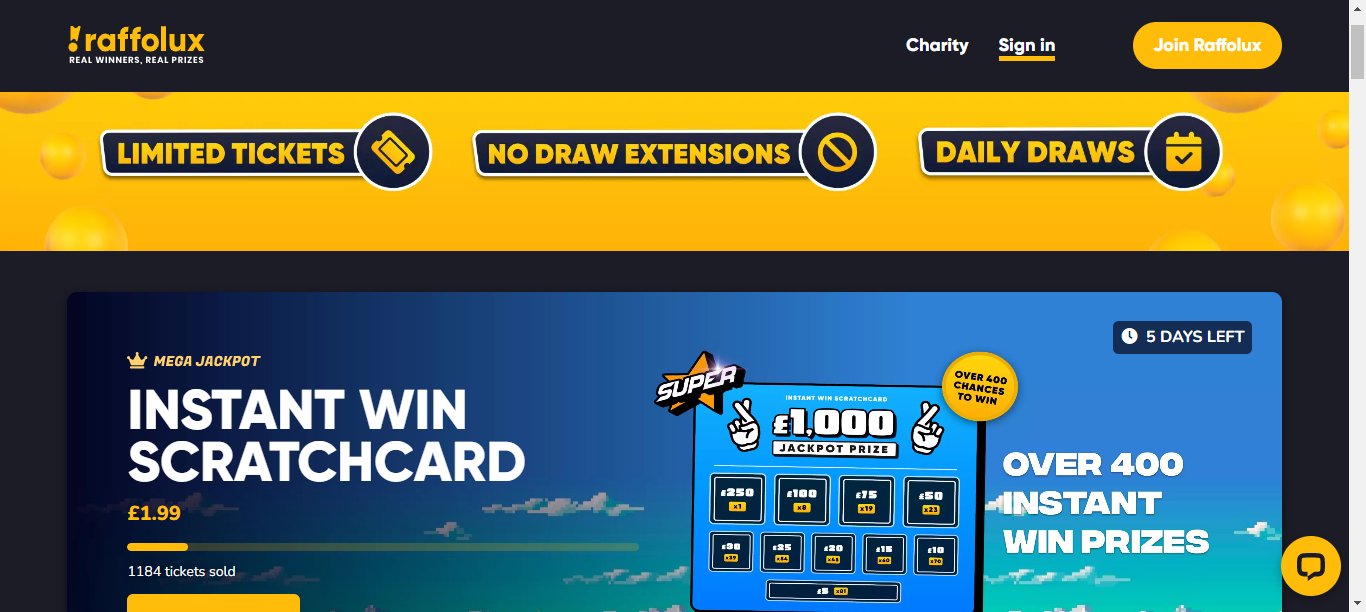 raffolux
REAL WINNERS, REAL PRIZES
Charity
Sign in
Join Raffolux
LIMITED TICKETS
NO DRAW EXTENSIONS
DAILY DRAWS
5 DAYS LEFT
MEGA JACKPOT
INSTANT WIN
SCRATCHCARD
£1.99
1184 tickets sold
SUPER
INSTANT WIN SCRATCHCARD
£1,000
JACKPOT PRIZE
OVER 400
CHANCES
TO WIN
£250 £100 £75 £50
x1 x8 x19 x23
£30 £25 £20 £15 £10
x39 x45 x60 x70
£5 x81
OVER 400
INSTANT
WIN PRIZES